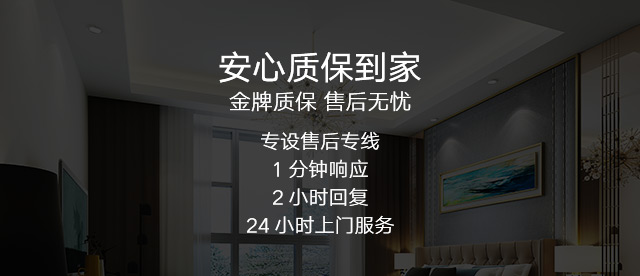 安心质保到家
金牌质保 售后无忧
专设售后专线
1 分钟响应
2 小时回复
24 小时上门服务